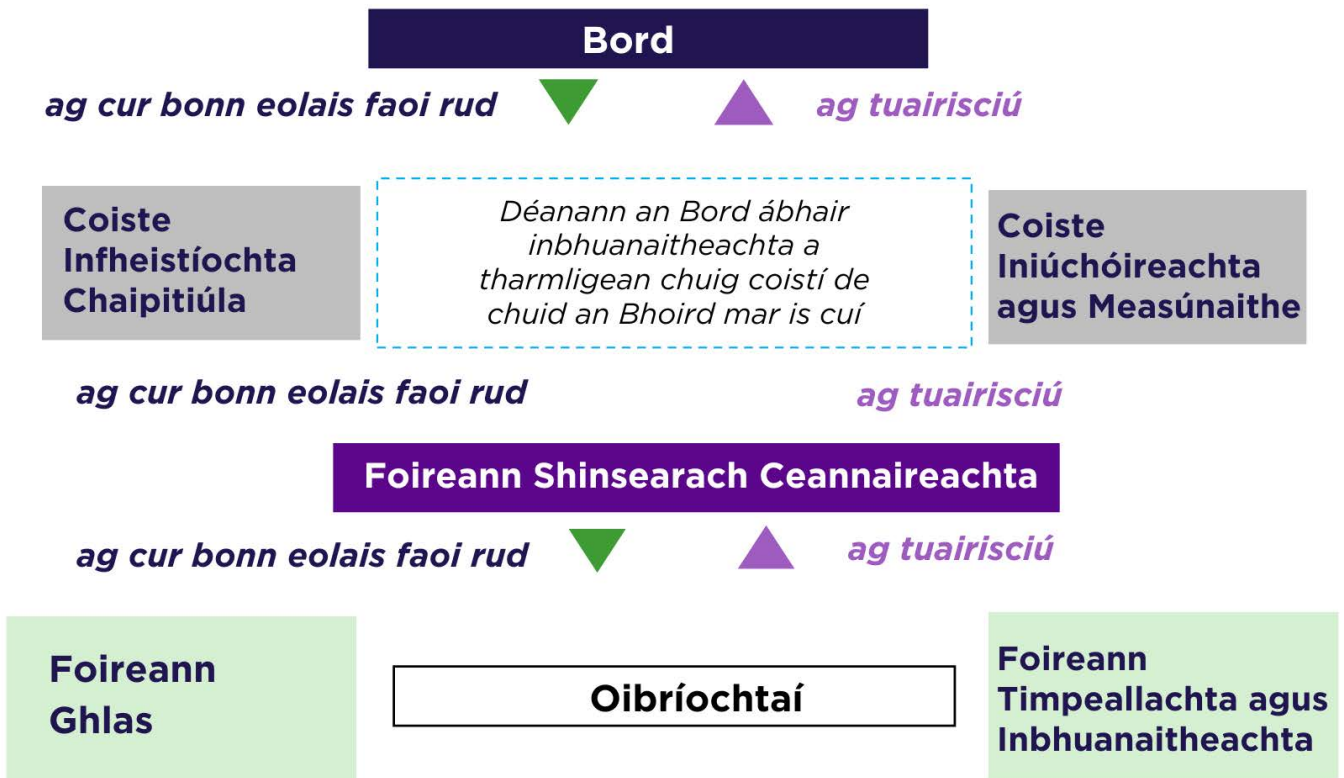 Bord
ag cur bonn eolais faoi rud
ag tuairisciú
Coiste
Infheistíochta
Chaipitiúla
Déanann an Bord ábhair
inbhuanaitheachta a
tharmligean chuig coistí de
chuid an Bhoird mar is cuí
Coiste
Iniúchóireachta
agus Measúnaithe
ag cur bonn eolais faoi rud
ag tuairisciú
Foireann Shinsearach Ceannaireachta
ag cur bonn eolais faoi rud
ag tuairisciú
Foireann
Ghlas
Oibríochtaí
Foireann
Timpeallachta agus
Inbhuanaitheachta